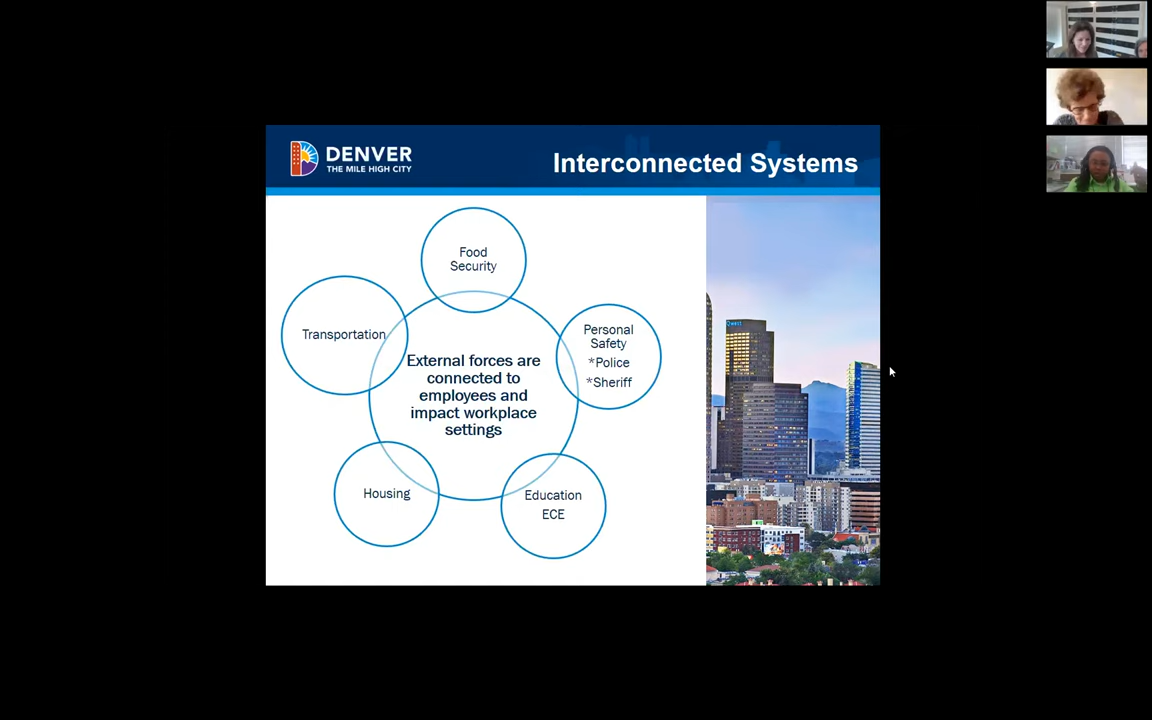 DENVER
THE MILE HIGH CITY
Interconnected Systems
Food
Security
Transportation
Personal
Safety
*Police
*Sheriff
External forces are
connected to
employees and
impact workplace
settings
Housing
Education
ECE
Qwest